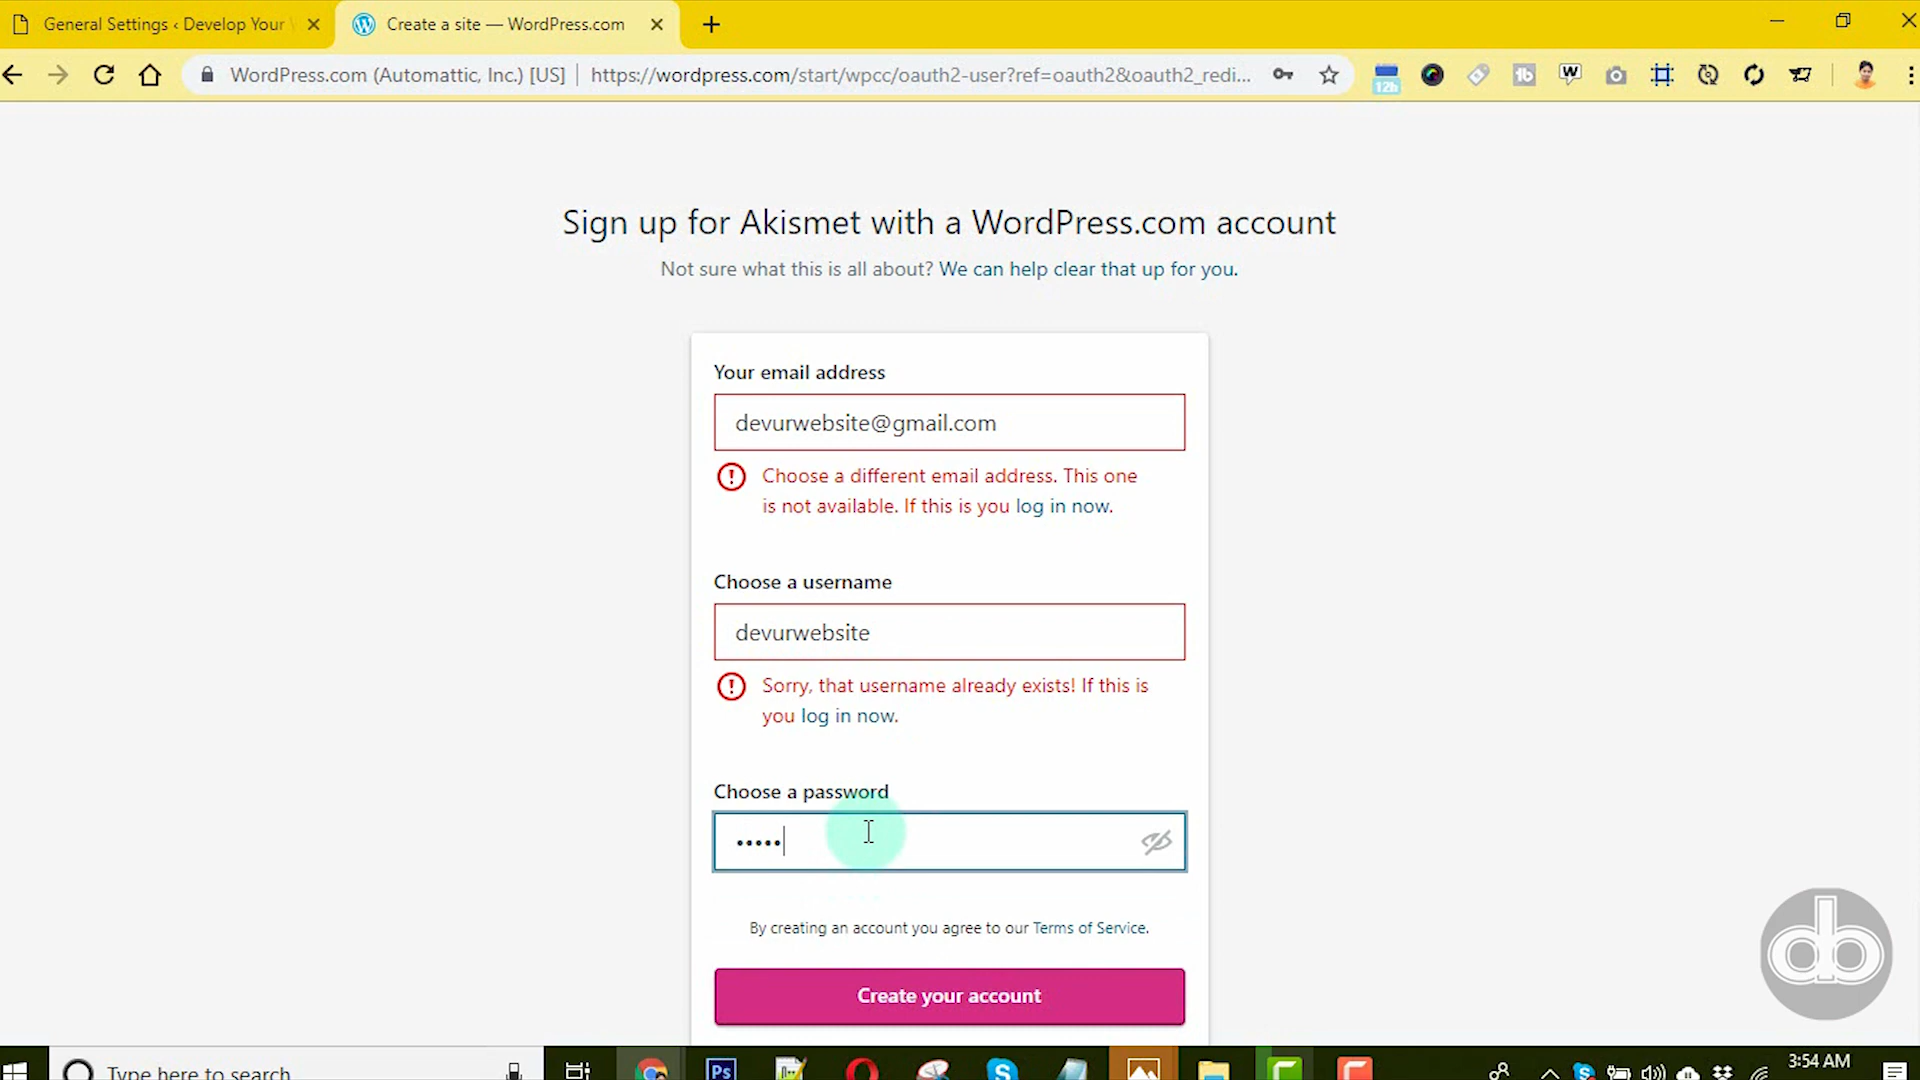 General Settings ‹ Develop Your
Create a site — WordPress.com
WordPress.com (Automattic, Inc.) [US]
https://wordpress.com/start/wpcc/oauth2-user?ref=oauth2&oauth2_redi...
12h
Sign up for Akismet with a WordPress.com account
Not sure what this is all about? We can help clear that up for you.
Your email address
devurwebsite@gmail.com
Choose a different email address. This one
is not available. If this is you log in now.
Choose a username
devurwebsite
Sorry, that username already exists! If this is
you log in now.
Choose a password
•••••
By creating an account you agree to our Terms of Service.
Create your account
Type here to search
Ps
3:54 AM